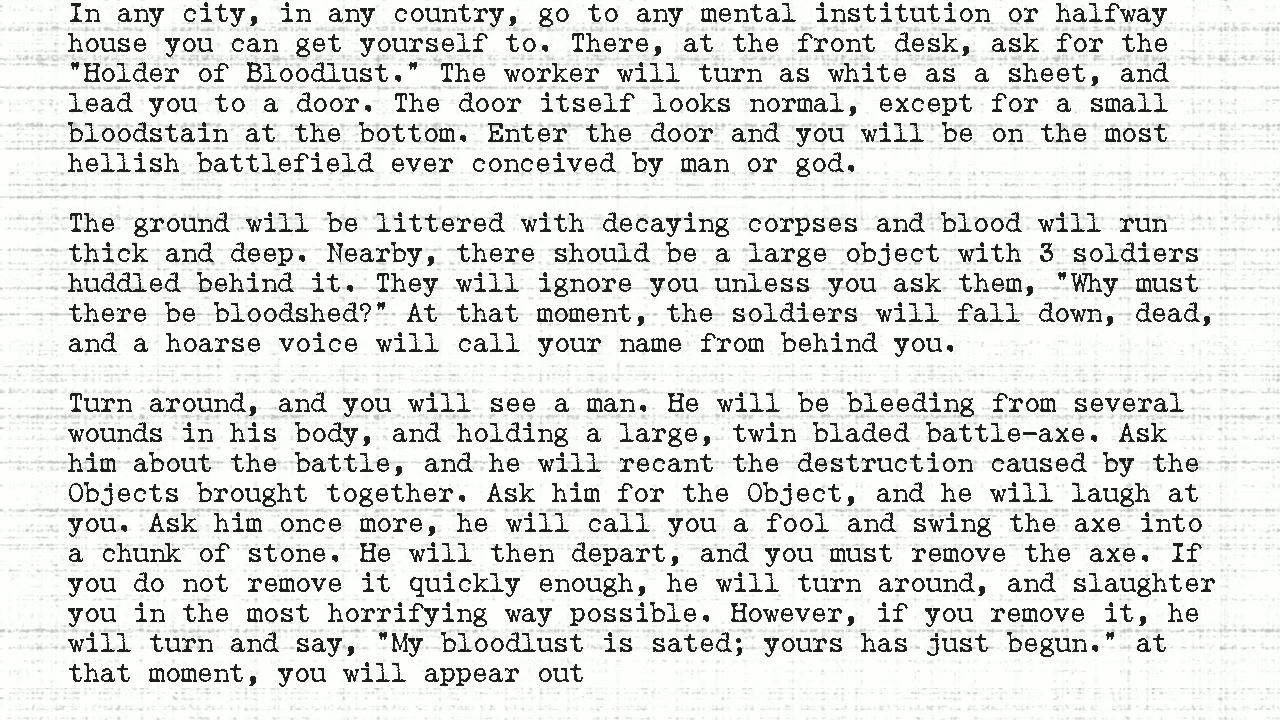 In any city, in any country, go to any mental institution or halfway
house you can get yourself to. There, at the front desk, ask for the
"Holder of Bloodlust." The worker will turn as white as a sheet, and
lead you to a door. The door itself looks normal, except for a small
bloodstain at the bottom. Enter the door and you will be on the most
hellish battlefield ever conceived by man or god.
The ground will be littered with decaying corpses and blood will run
thick and deep. Nearby, there should be a large object with 3 soldiers
huddled behind it. They will ignore you unless you ask them, "Why must
there be bloodshed?" At that moment, the soldiers will fall down, dead,
and a hoarse voice will call your name from behind you.
Turn around, and you will see a man. He will be bleeding from several
wounds in his body, and holding a large, twin bladed battle-axe. Ask
him about the battle, and he will recant the destruction caused by the
Objects brought together. Ask him for the Object, and he will laugh at
you. Ask him once more, he will call you a fool and swing the axe into
a chunk of stone. He will then depart, and you must remove the axe. If
you do not remove it quickly enough, he will turn around, and slaughter
you in the most horrifying way possible. However, if you remove it, he
will turn and say, "My bloodlust is sated; yours has just begun." at
that moment, you will appear out